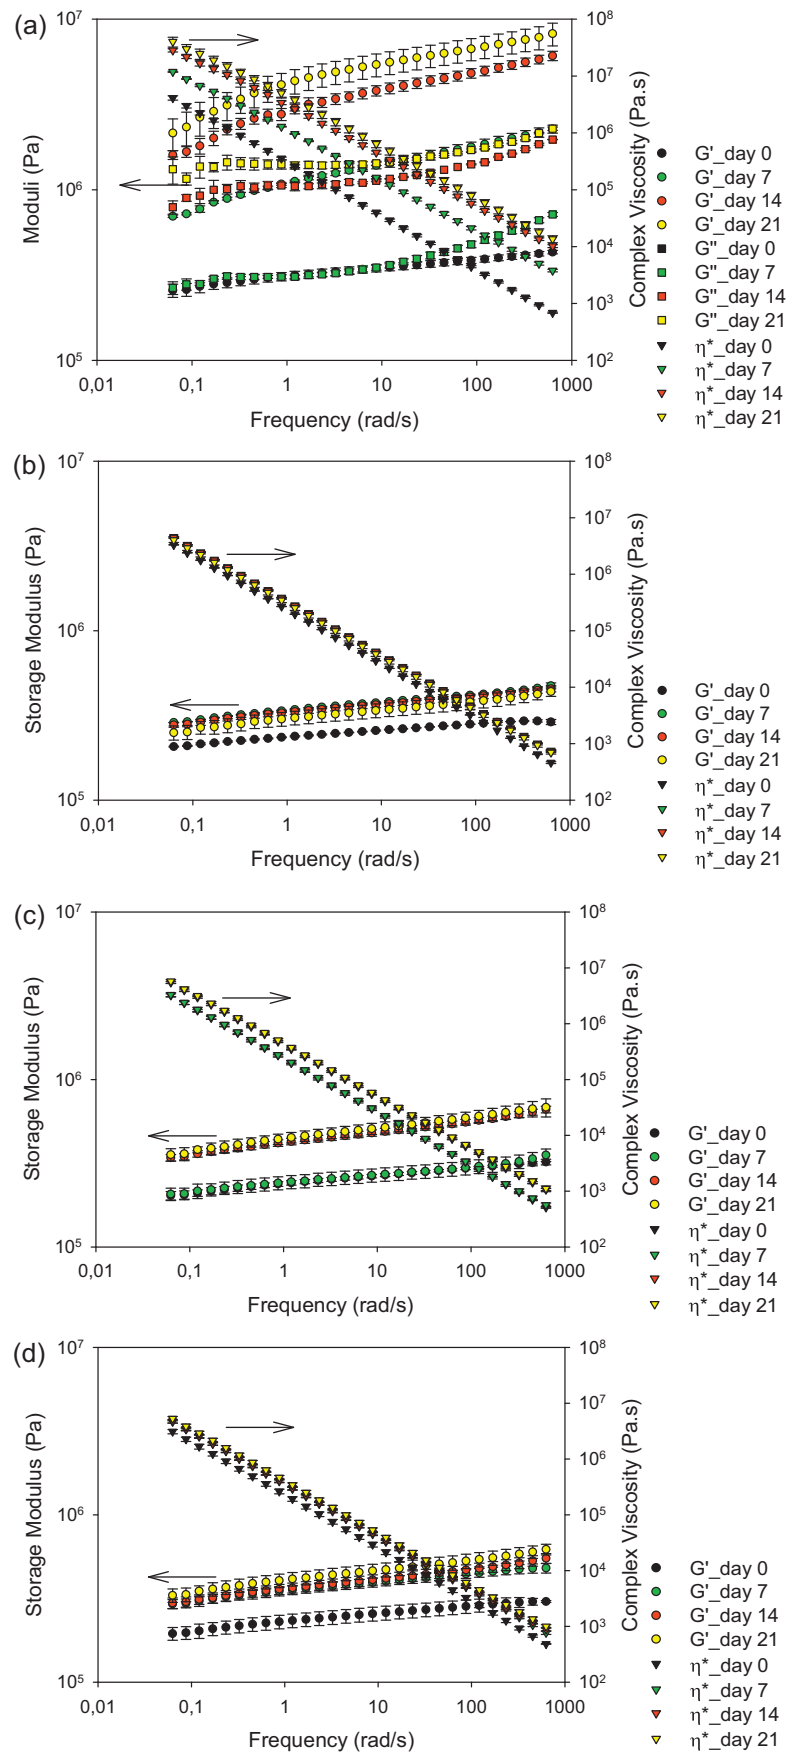 (a)
10⁷
10⁶
10⁵
Moduli (Pa)
10⁸
10⁷
10⁶
10⁵
10⁴
10³
10²
Complex Viscosity (Pa.s)
0,01 0,1 1 10 100 1000
Frequency (rad/s)
G'_day 0
G'_day 7
G'_day 14
G'_day 21
G"_day 0
G"_day 7
G"_day 14
G"_day 21
η*_day 0
η*_day 7
η*_day 14
η*_day 21
(b)
10⁷
10⁶
10⁵
Storage Modulus (Pa)
10⁸
10⁷
10⁶
10⁵
10⁴
10³
10²
Complex Viscosity (Pa.s)
0,01 0,1 1 10 100 1000
Frequency (rad/s)
G'_day 0
G'_day 7
G'_day 14
G'_day 21
η*_day 0
η*_day 7
η*_day 14
η*_day 21
(c)
10⁷
10⁶
10⁵
Storage Modulus (Pa)
10⁸
10⁷
10⁶
10⁵
10⁴
10³
10²
Complex Viscosity (Pa.s)
0,01 0,1 1 10 100 1000
Frequency (rad/s)
G'_day 0
G'_day 7
G'_day 14
G'_day 21
η*_day 0
η*_day 7
η*_day 14
η*_day 21
(d)
10⁷
10⁶
10⁵
Storage Modulus (Pa)
10⁸
10⁷
10⁶
10⁵
10⁴
10³
10²
Complex Viscosity (Pa.s)
0,01 0,1 1 10 100 1000
Frequency (rad/s)
G'_day 0
G'_day 7
G'_day 14
G'_day 21
η*_day 0
η*_day 7
η*_day 14
η*_day 21